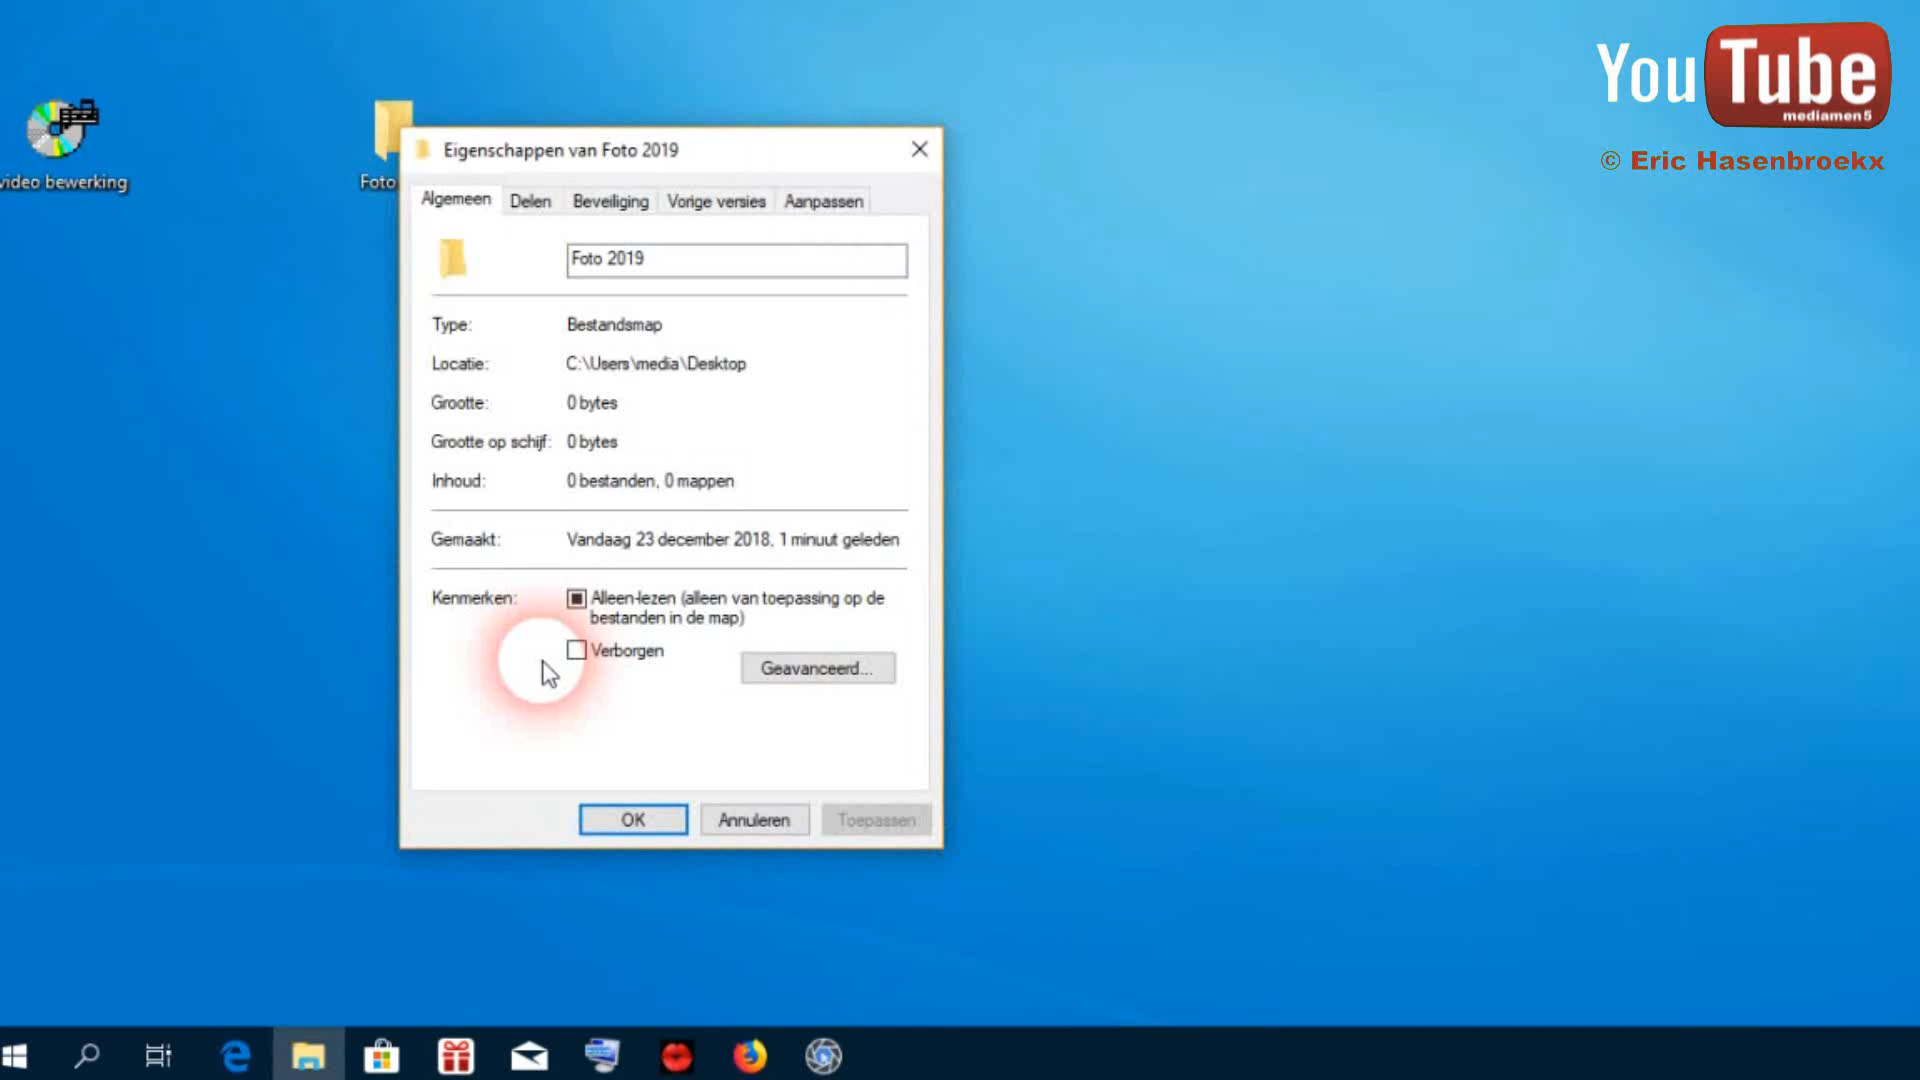 YouTube
mediamen5
© Eric Hasenbroekx
video bewerking
Foto
Eigenschappen van Foto 2019
Algemeen Delen Beveiliging Vorige versies Aanpassen
Foto 2019
Type: Bestandsmap
Locatie: C:\Users\media\Desktop
Grootte: 0 bytes
Grootte op schijf: 0 bytes
Inhoud: 0 bestanden, 0 mappen
Gemaakt: Vandaag 23 december 2018, 1 minuut geleden
Kenmerken: Alleen-lezen (alleen van toepassing op de
bestanden in de map)
Verborgen
Geavanceerd...
OK Annuleren Toepassen